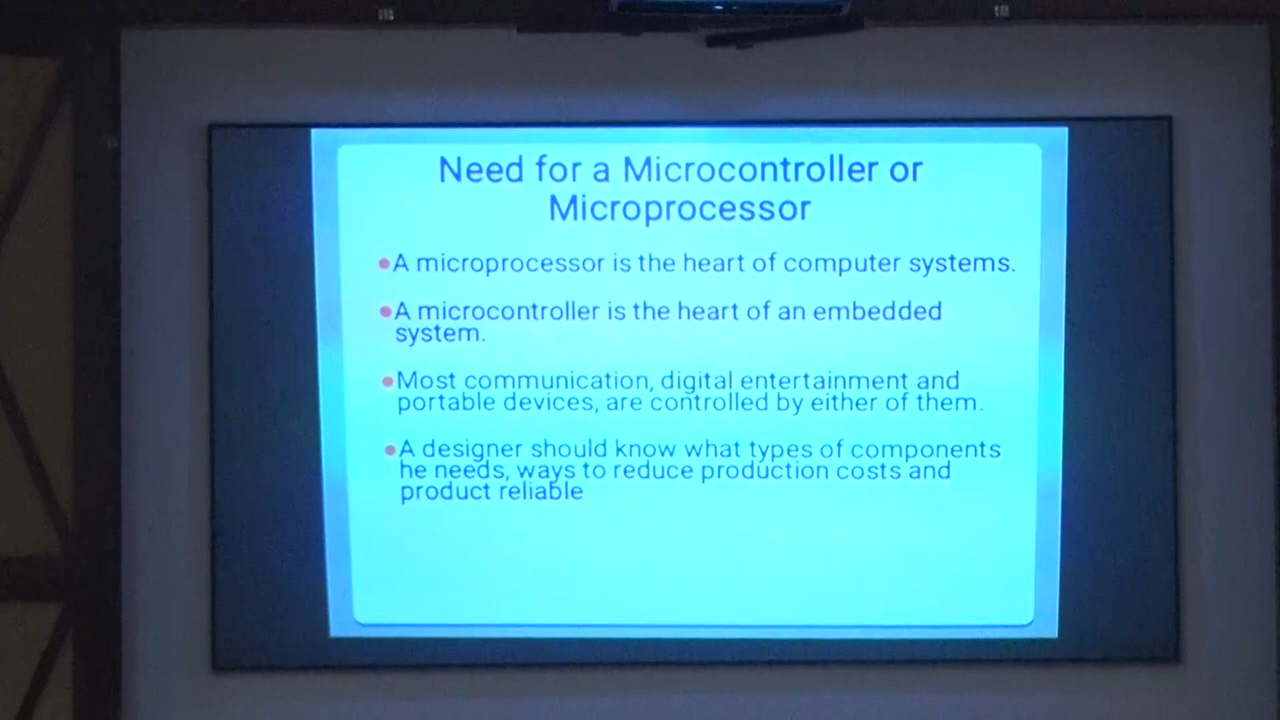 Need for a Microcontroller or
Microprocessor
A microprocessor is the heart of computer systems.
A microcontroller is the heart of an embedded
system.
Most communication, digital entertainment and
portable devices, are controlled by either of them.
A designer should know what types of components
he needs, ways to reduce production costs and
product reliable